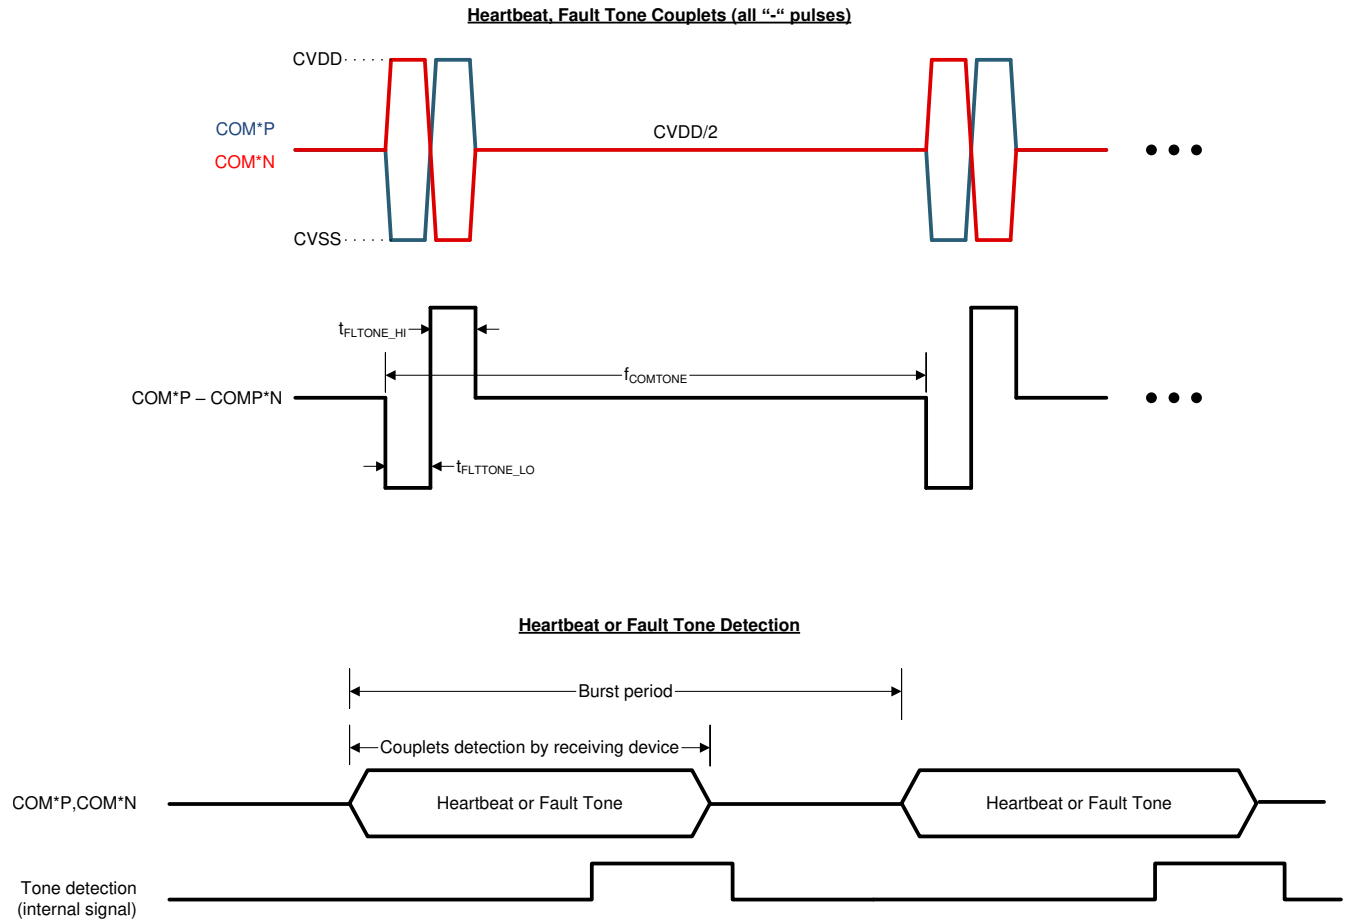 Heartbeat, Fault Tone Couplets (all “-“ pulses)
CVDD
COM*P
COM*N
CVDD/2
CVSS
tFLTONE_HI
fCOMTONE
COM*P – COMP*N
tFLTTONE_LO
Heartbeat or Fault Tone Detection
Burst period
Couplets detection by receiving device
COM*P,COM*N
Heartbeat or Fault Tone
Heartbeat or Fault Tone
Tone detection
(internal signal)